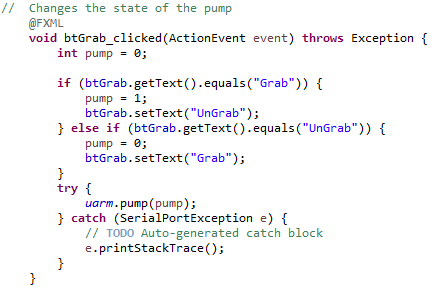 //  Changes the state of the pump
    @FXML
    void btGrab_clicked(ActionEvent event) throws Exception {
        int pump = 0;

        if (btGrab.getText().equals("Grab")) {
            pump = 1;
            btGrab.setText("UnGrab");
        } else if (btGrab.getText().equals("UnGrab")) {
            pump = 0;
            btGrab.setText("Grab");
        }
        try {
            uarm.pump(pump);
        } catch (SerialPortException e) {
            // TODO Auto-generated catch block
            e.printStackTrace();
        }
    }